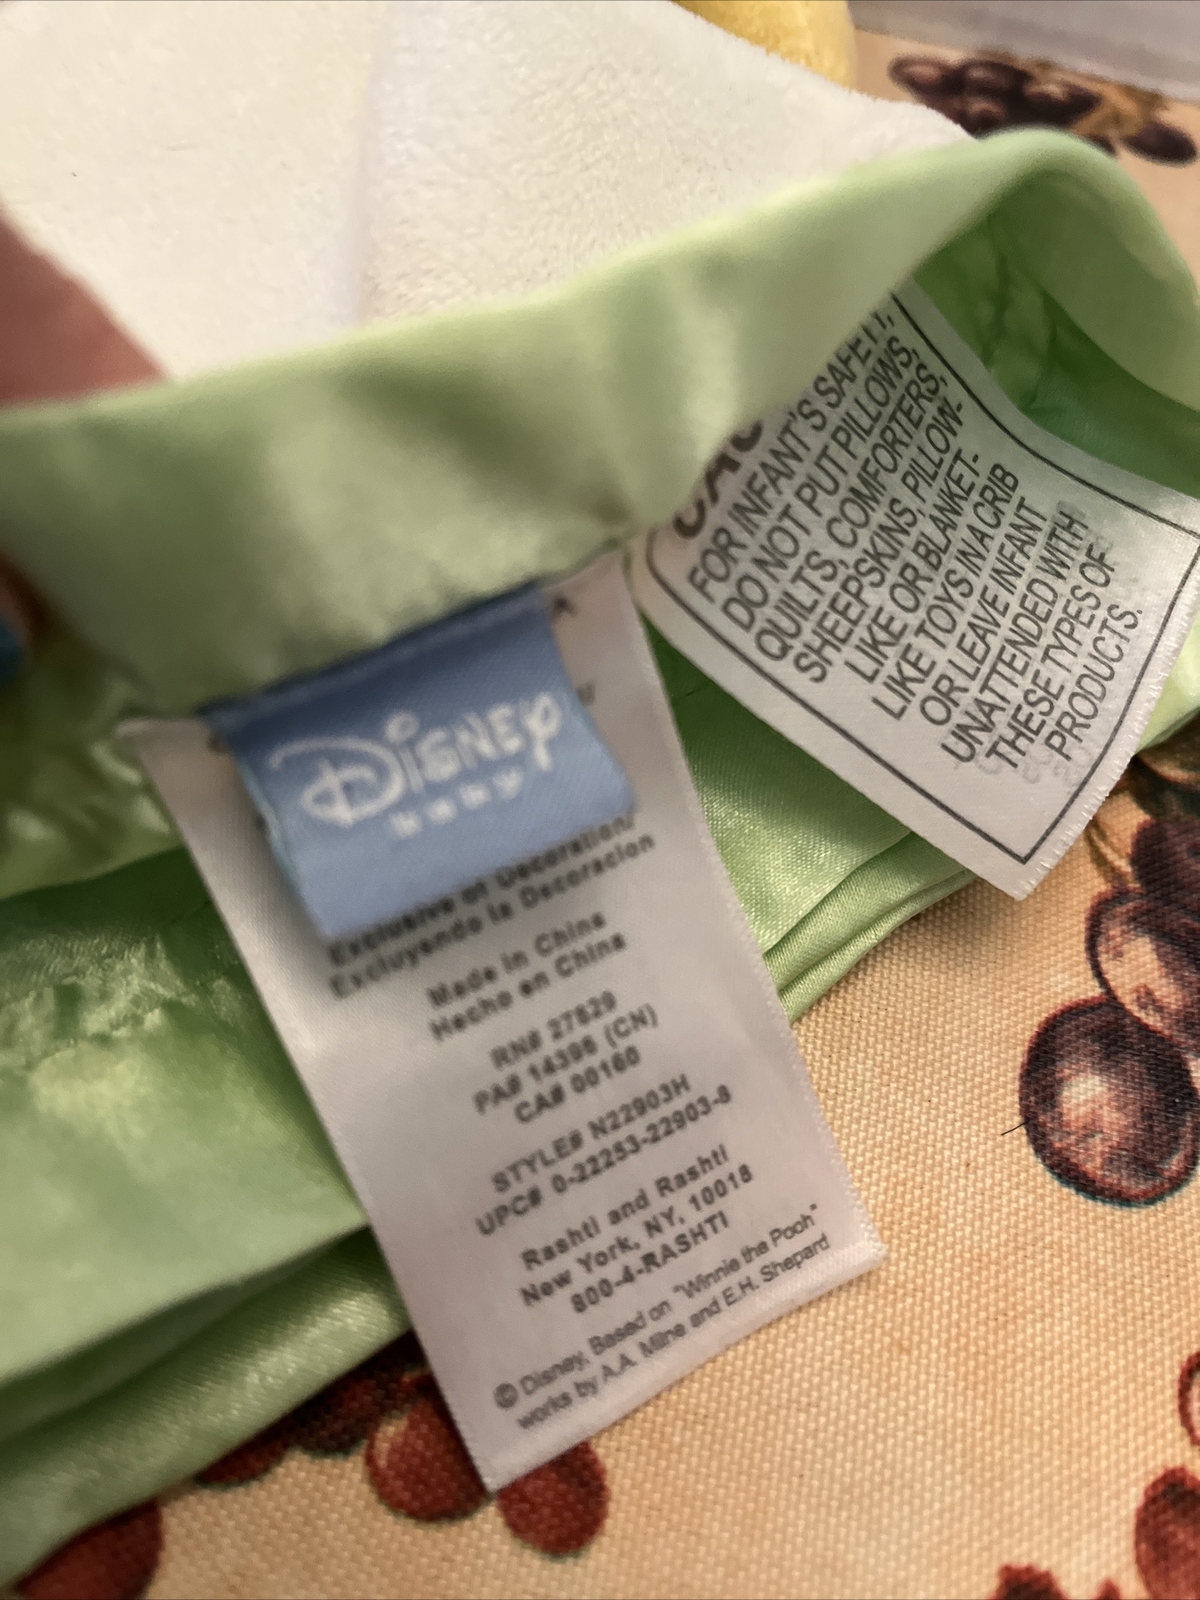 DISNEY
baby
Exclusive of Decoration/
Excluyendo la Decoracion
Made in China
Hecho en China
RN# 27829
PA# 14396 (CN)
CA# 00160
STYLE# N22903H
UPC# 0-22253-22903-8
Rashti and Rashti
New York, NY, 10018
800-4-RASHTI
© Disney, Based on "Winnie the Pooh"
works by A.A. Milne and E.H. Shepard
FOR INFANT'S SAFETY,
DO NOT PUT PILLOWS,
QUILTS, COMFORTERS,
SHEEPSKINS, PILLOW-
LIKE OR BLANKET-
LIKE TOYS IN A CRIB
OR LEAVE INFANT
UNATTENDED WITH
THESE TYPES OF
PRODUCTS.